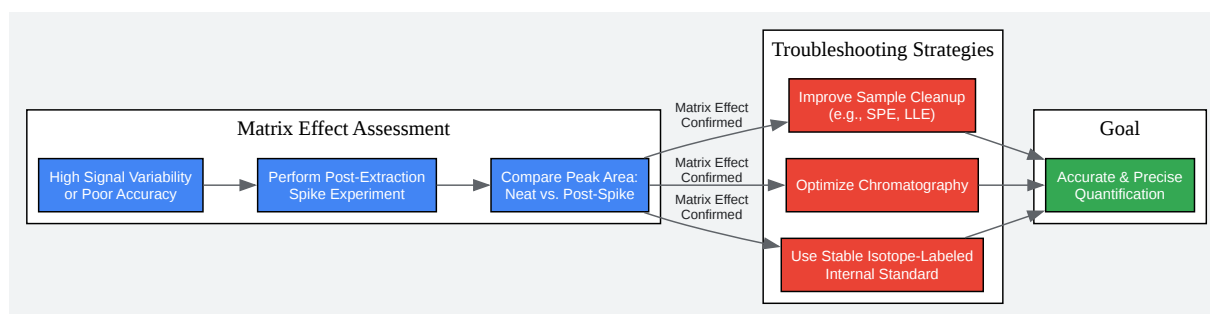 Matrix Effect Assessment
High Signal Variability
or Poor Accuracy
Perform Post-Extraction
Spike Experiment
Compare Peak Area:
Neat vs. Post-Spike
Matrix Effect
Confirmed
Matrix Effect
Confirmed
Matrix Effect
Confirmed
Troubleshooting Strategies
Improve Sample Cleanup
(e.g., SPE, LLE)
Optimize Chromatography
Use Stable Isotope-Labeled
Internal Standard
Goal
Accurate & Precise
Quantification